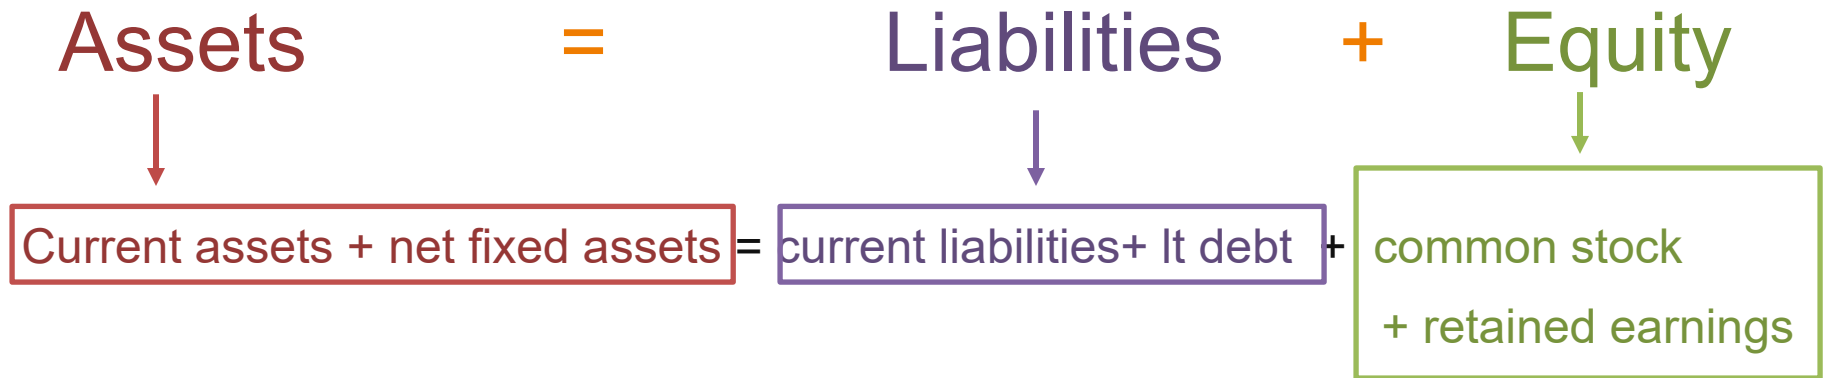 Assets = Liabilities + Equity
Current assets + net fixed assets = current liabilities+ lt debt + common stock
+ retained earnings